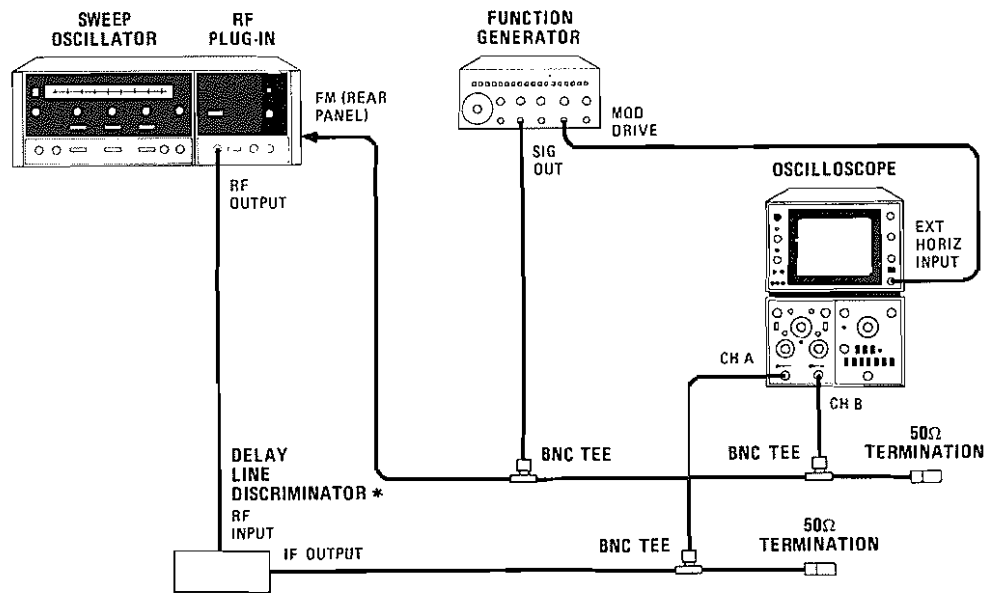 SWEEP
OSCILLATOR
RF
PLUG-IN
FUNCTION
GENERATOR
FM (REAR
PANEL)
MOD
DRIVE
SIG
OUT
OSCILLOSCOPE
RF
OUTPUT
EXT
HORIZ
INPUT
CH A
CH B
DELAY
LINE
DISCRIMINATOR *
BNC TEE
BNC TEE
50Ω
TERMINATION
RF
INPUT
IF OUTPUT
BNC TEE
50Ω
TERMINATION